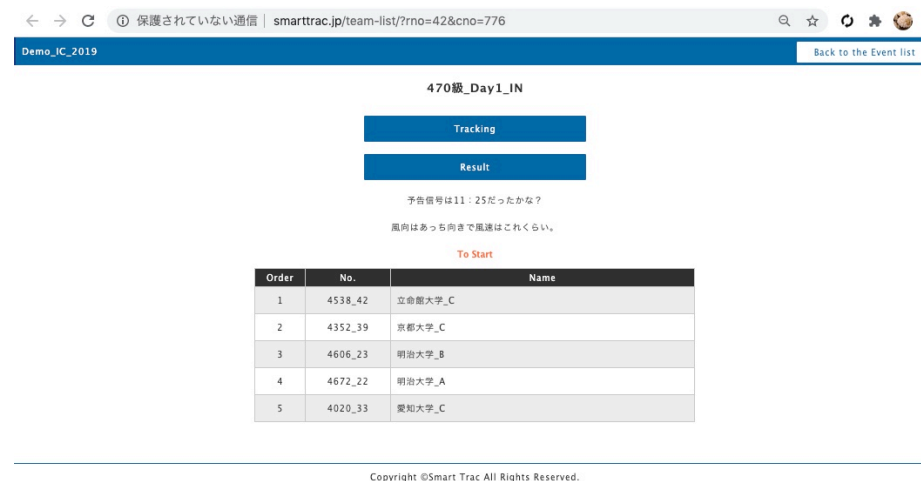 保護されていない通信 | smarttrac.jp/team-list/?rno=42&cno=776
Demo_IC_2019
Back to the Event list
470級_Day1_IN
Tracking
Result
予告信号は11：25だったかな？
風向はあっち向きで風速はこれくらい。
To Start
Order No. Name
1 4538_42 立命館大学_C
2 4352_39 京都大学_C
3 4606_23 明治大学_B
4 4672_22 明治大学_A
5 4020_33 愛知大学_C
Copyright ©Smart Trac All Rights Reserved.